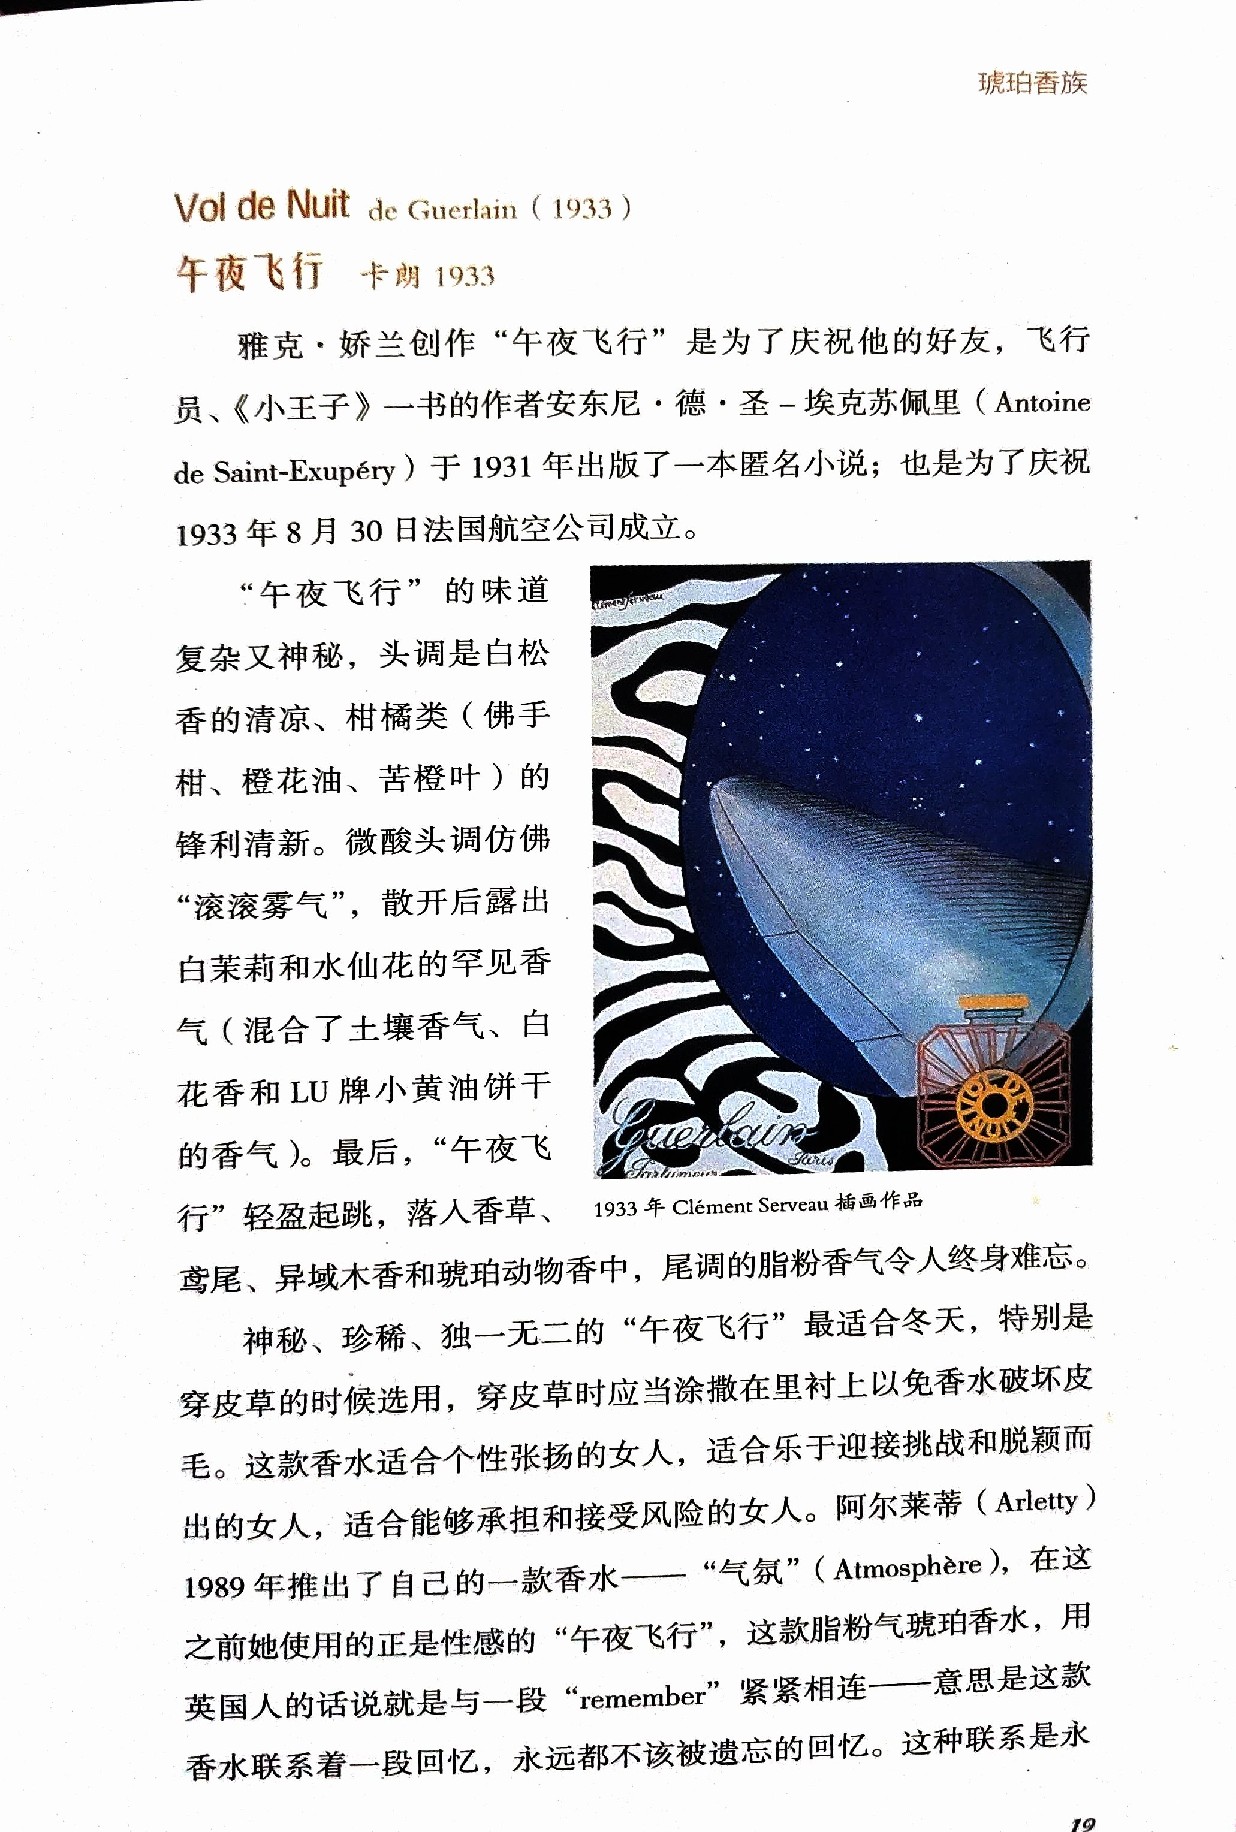 琥珀香族
Vol de Nuit de Guerlain（1933）
午夜飞行 卡朗 1933
雅克·娇兰创作“午夜飞行”是为了庆祝他的好友，飞行
员、《小王子》一书的作者安东尼·德·圣–埃克苏佩里（Antoine
de Saint-Exupéry）于 1931 年出版了一本匿名小说；也是为了庆祝
1933 年 8 月 30 日法国航空公司成立。
“午夜飞行”的味道
复杂又神秘，头调是白松
香的清凉、柑橘类（佛手
柑、橙花油、苦橙叶）的
锋利清新。微酸头调仿佛
“滚滚雾气”，散开后露出
白茉莉和水仙花的罕见香
气（混合了土壤香气、白
花香和 LU 牌小黄油饼干
的香气）。最后，“午夜飞
行”轻盈起跳，落入香草、
鸢尾、异域木香和琥珀动物香中，尾调的脂粉香气令人终身难忘。
Clément Serveau
VOL DE NUIT
Guerlain
Paris
Parfumeur
1933 年 Clément Serveau 插画作品
神秘、珍稀、独一无二的“午夜飞行”最适合冬天，特别是
穿皮草的时候选用，穿皮草时应当涂撒在里衬上以免香水破坏皮
毛。这款香水适合个性张扬的女人，适合乐于迎接挑战和脱颖而
出的女人，适合能够承担和接受风险的女人。阿尔莱蒂（Arletty）
1989 年推出了自己的一款香水——“气氛”（Atmosphère），在这
之前她使用的正是性感的“午夜飞行”，这款脂粉气琥珀香水，用
英国人的话说就是与一段“remember”紧紧相连——意思是这款
香水联系着一段回忆，永远都不该被遗忘的回忆。这种联系是永
19